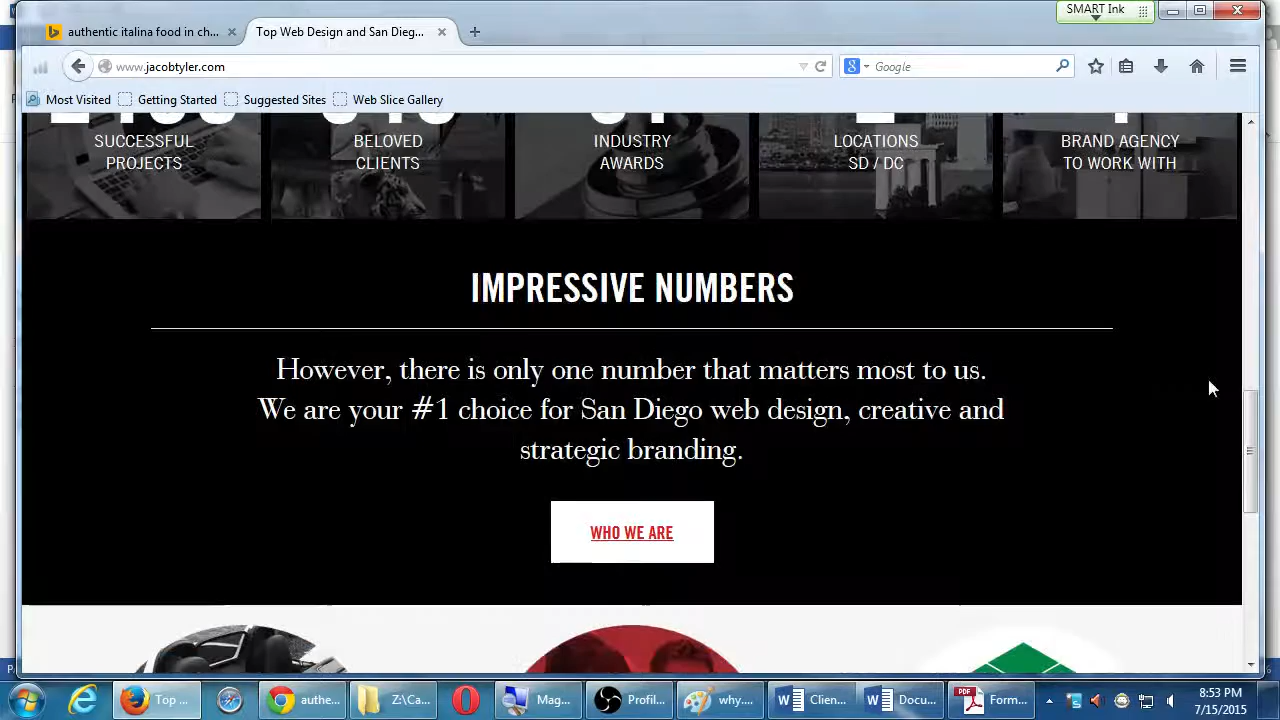 SMART Ink
authentic italina food in ch...
Top Web Design and San Dieg...
www.jacobtyler.com
Google
Most Visited
Getting Started
Suggested Sites
Web Slice Gallery
SUCCESSFUL
PROJECTS
BELOVED
CLIENTS
INDUSTRY
AWARDS
LOCATIONS
SD / DC
BRAND AGENCY
TO WORK WITH
IMPRESSIVE NUMBERS
However, there is only one number that matters most to us.
We are your #1 choice for San Diego web design, creative and
strategic branding.
WHO WE ARE
Top ...
authe...
Z:\Ca...
Mag...
Profil...
why....
Clien...
Docu...
Form...
8:53 PM
7/15/2015